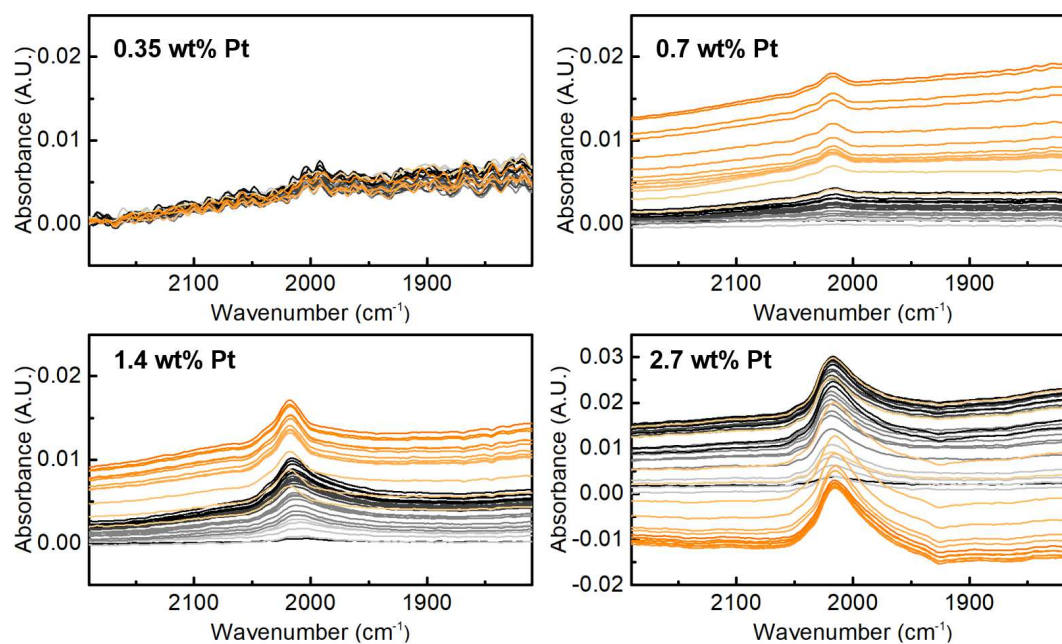 0.35 wt% Pt
0.02
0.01
0.00
Absorbance (A.U.)
2100 2000 1900
Wavenumber (cm⁻¹)
0.7 wt% Pt
0.02
0.01
0.00
Absorbance (A.U.)
2100 2000 1900
Wavenumber (cm⁻¹)
1.4 wt% Pt
0.02
0.01
0.00
Absorbance (A.U.)
2100 2000 1900
Wavenumber (cm⁻¹)
2.7 wt% Pt
0.03
0.02
0.01
0.00
-0.01
-0.02
Absorbance (A.U.)
2100 2000 1900
Wavenumber (cm⁻¹)